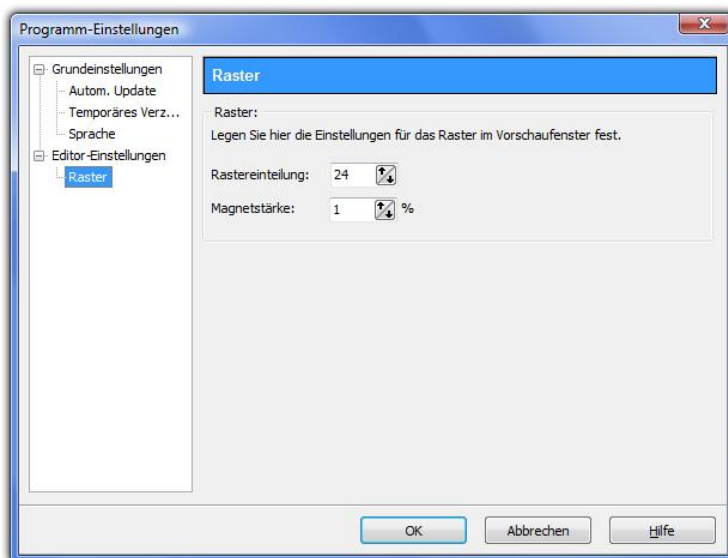 Programm-Einstellungen
Grundeinstellungen
Autom. Update
Temporäres Verz...
Sprache
Editor-Einstellungen
Raster
Raster
Raster:
Legen Sie hier die Einstellungen für das Raster im Vorschaufenster fest.
Rastereinteilung: 24
Magnetstärke: 1 %
OK Abbrechen Hilfe